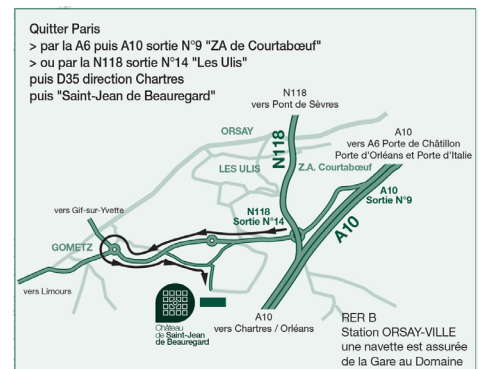 Quitter Paris
> par la A6 puis A10 sortie N°9 "ZA de Courtabœuf"
> ou par la N118 sortie N°14 "Les Ulis"
puis D35 direction Chartres
puis "Saint-Jean de Beauregard"
N118
vers Pont de Sèvres
A10
vers A6 Porte de Châtillon
Porte d'Orléans et Porte d'Italie
ORSAY
N118
LES ULIS
Z.A. Courtabœuf
A10
Sortie N°9
vers Gif-sur-Yvette
N118
Sortie N°14
A10
GOMETZ
vers Limours
Château
de Saint-Jean
de Beauregard
A10
vers Chartres / Orléans
RER B
Station ORSAY-VILLE
une navette est assurée
de la Gare au Domaine